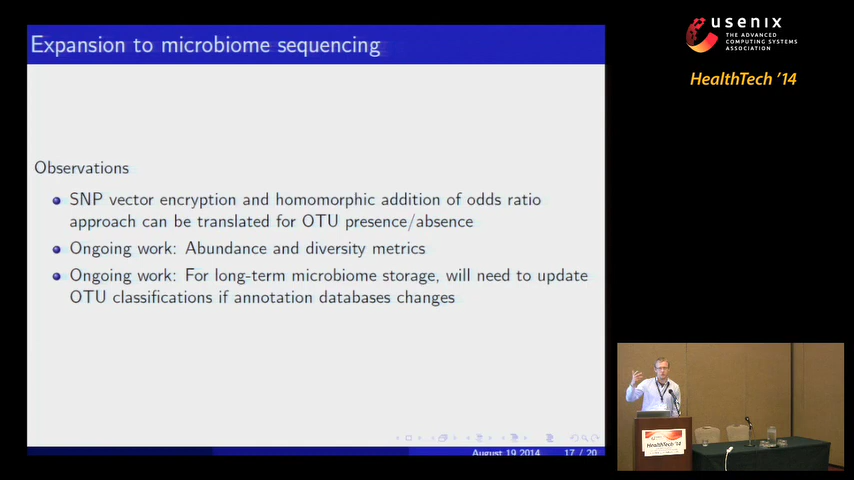 Expansion to microbiome sequencing
Observations
SNP vector encryption and homomorphic addition of odds ratio
approach can be translated for OTU presence/absence
Ongoing work: Abundance and diversity metrics
Ongoing work: For long-term microbiome storage, will need to update
OTU classifications if annotation databases changes
August 19 2014 17 / 20
usenix
THE ADVANCED
COMPUTING SYSTEMS
ASSOCIATION
HealthTech '14
HealthTech '14